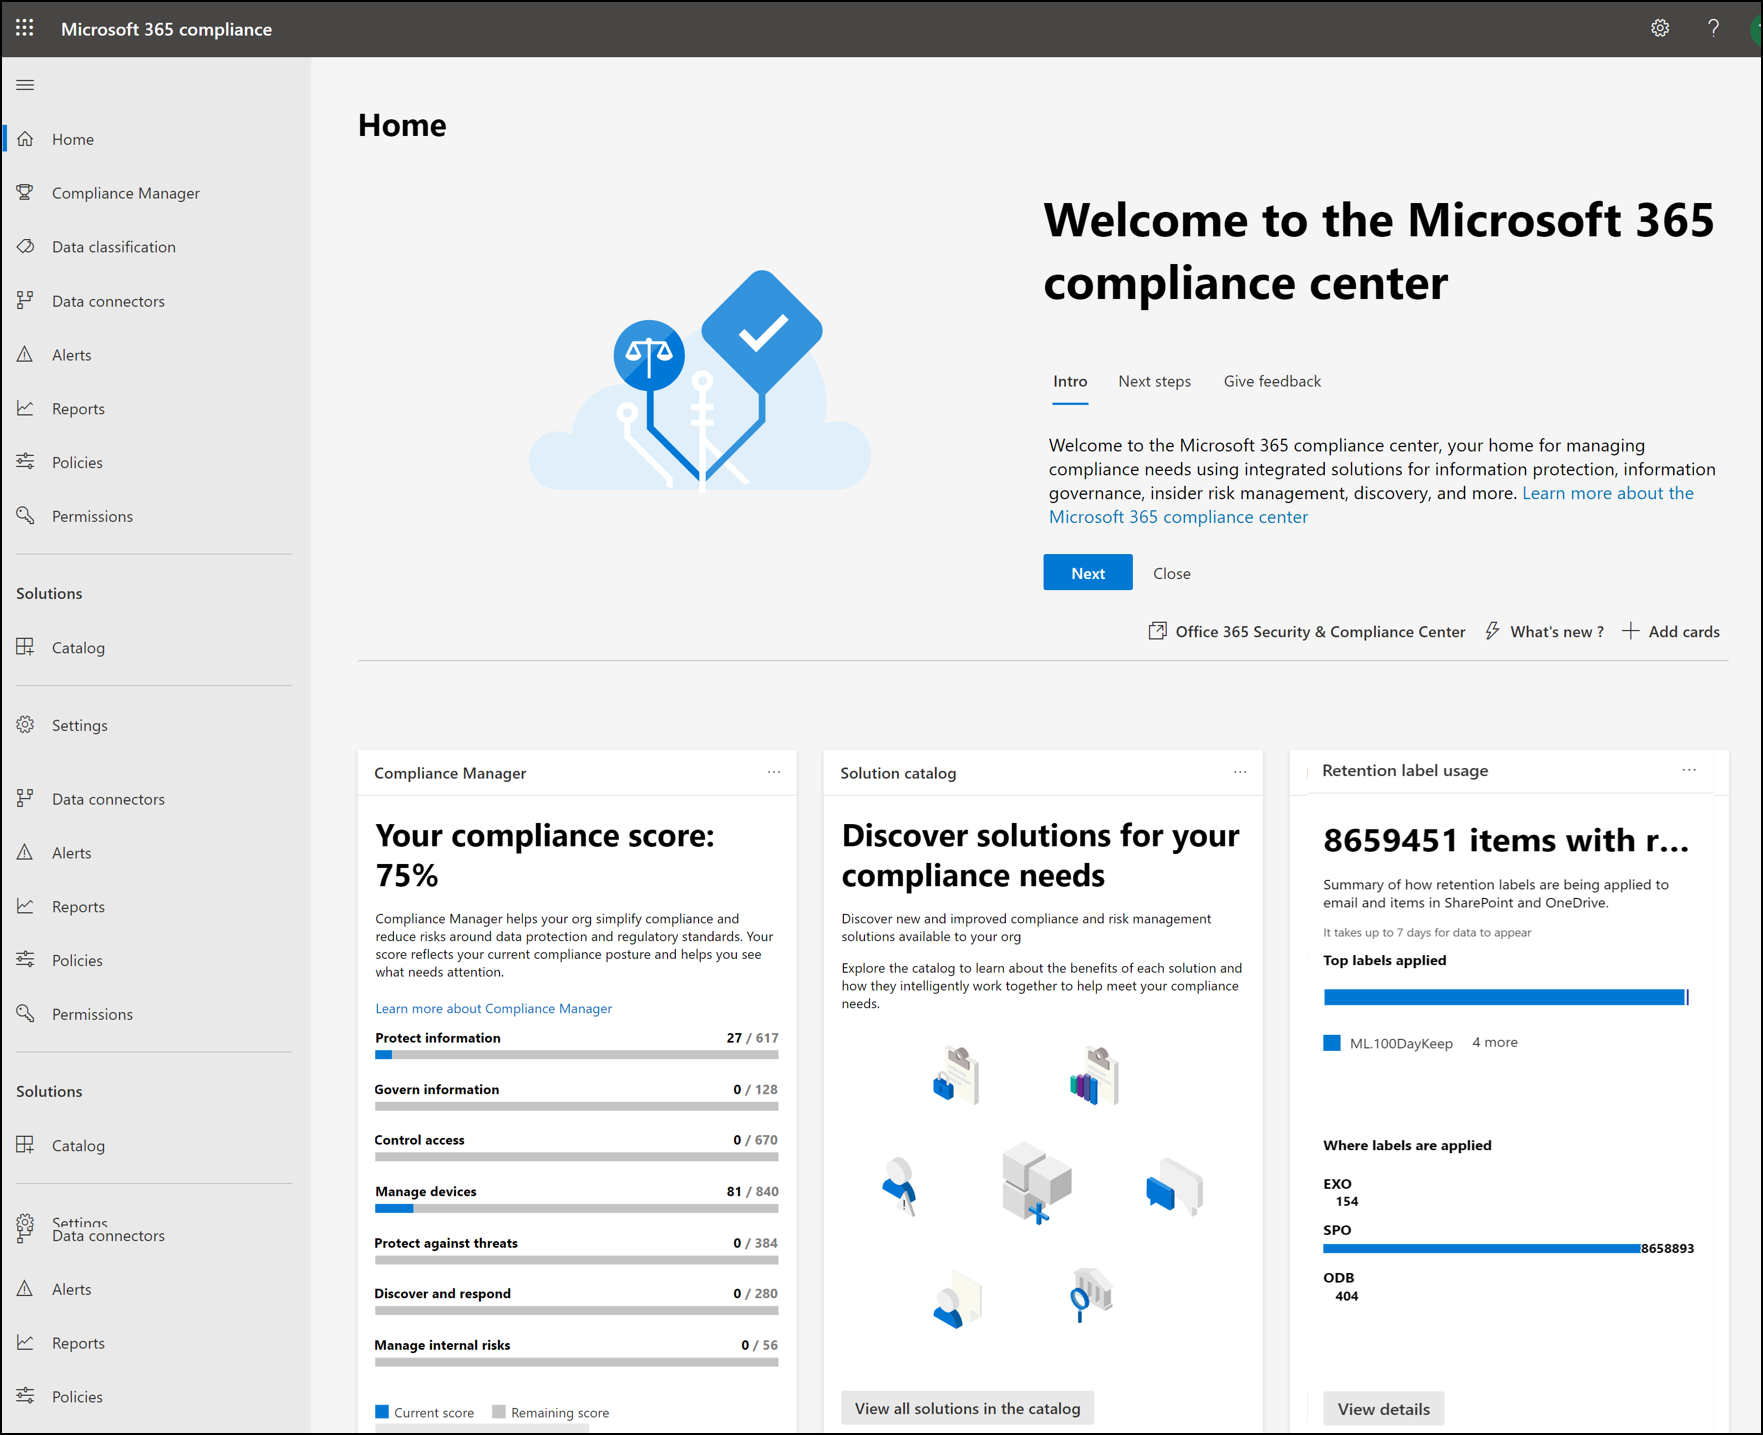 Microsoft 365 compliance
?
Home
Compliance Manager
Data classification
Data connectors
Alerts
Reports
Policies
Permissions
Solutions
Catalog
Settings
Data connectors
Alerts
Reports
Policies
Permissions
Solutions
Catalog
Settings
Data connectors
Alerts
Reports
Policies
Home
Welcome to the Microsoft 365
compliance center
Intro Next steps Give feedback
Welcome to the Microsoft 365 compliance center, your home for managing
compliance needs using integrated solutions for information protection, information
governance, insider risk management, discovery, and more. Learn more about the
Microsoft 365 compliance center
Next Close
Office 365 Security & Compliance Center What's new ? Add cards
Compliance Manager ...
Your compliance score:
75%
Compliance Manager helps your org simplify compliance and
reduce risks around data protection and regulatory standards. Your
score reflects your current compliance posture and helps you see
what needs attention.
Learn more about Compliance Manager
Protect information 27 / 617
Govern information 0 / 128
Control access 0 / 670
Manage devices 81 / 840
Protect against threats 0 / 384
Discover and respond 0 / 280
Manage internal risks 0 / 56
Current score Remaining score
Solution catalog ...
Discover solutions for your
compliance needs
Discover new and improved compliance and risk management
solutions available to your org
Explore the catalog to learn about the benefits of each solution and
how they intelligently work together to help meet your compliance
needs.
View all solutions in the catalog
Retention label usage ...
8659451 items with r...
Summary of how retention labels are being applied to
email and items in SharePoint and OneDrive.
It takes up to 7 days for data to appear
Top labels applied
ML.100DayKeep 4 more
Where labels are applied
EXO
154
SPO
8658893
ODB
404
View details